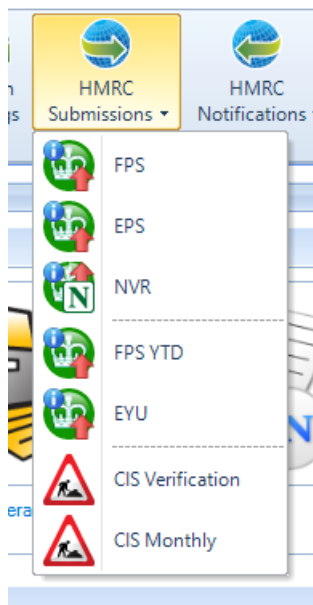 HMRC
Submissions
HMRC
Notifications
FPS
EPS
NVR
FPS YTD
EYU
CIS Verification
CIS Monthly